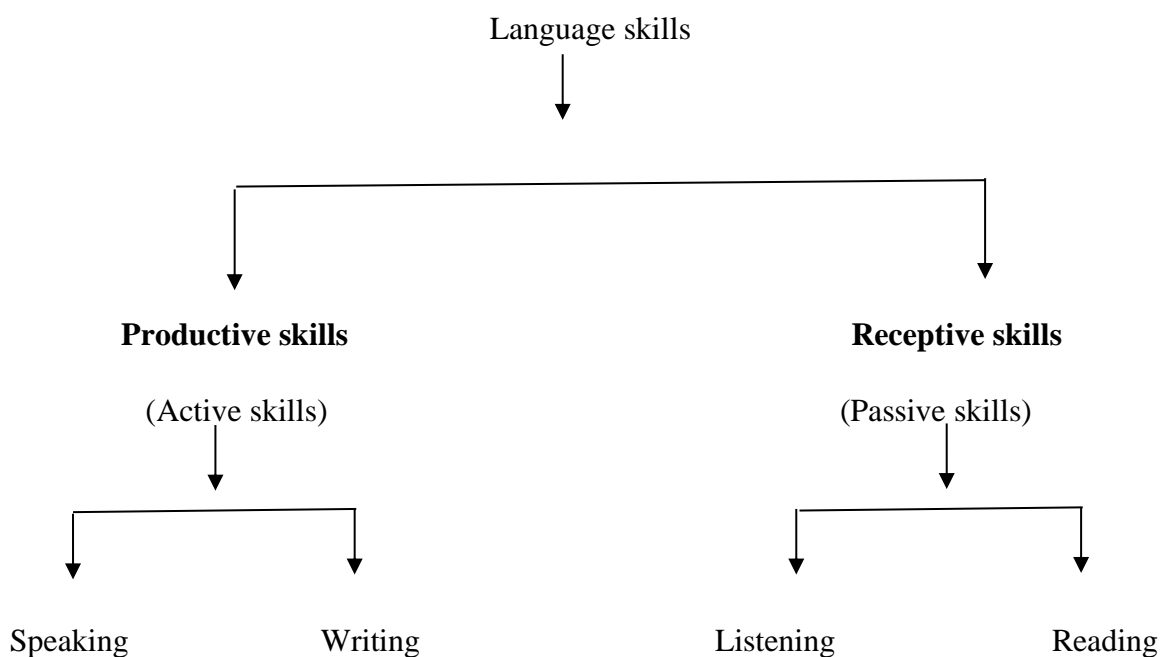 Language skills
Productive skills
Receptive skills
(Active skills)
(Passive skills)
Speaking
Writing
Listening
Reading